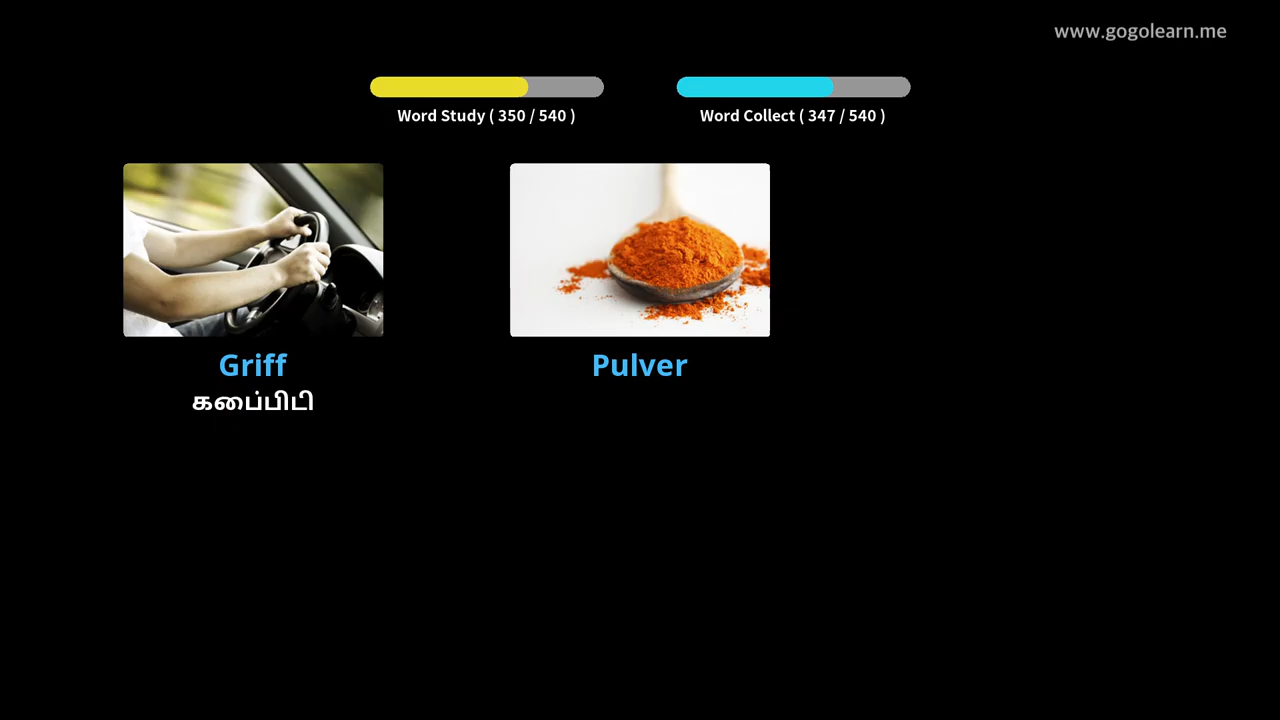 www.gogolearn.me
Word Study ( 350 / 540 )
Word Collect ( 347 / 540 )
Griff
Pulver
கைப்பிடி